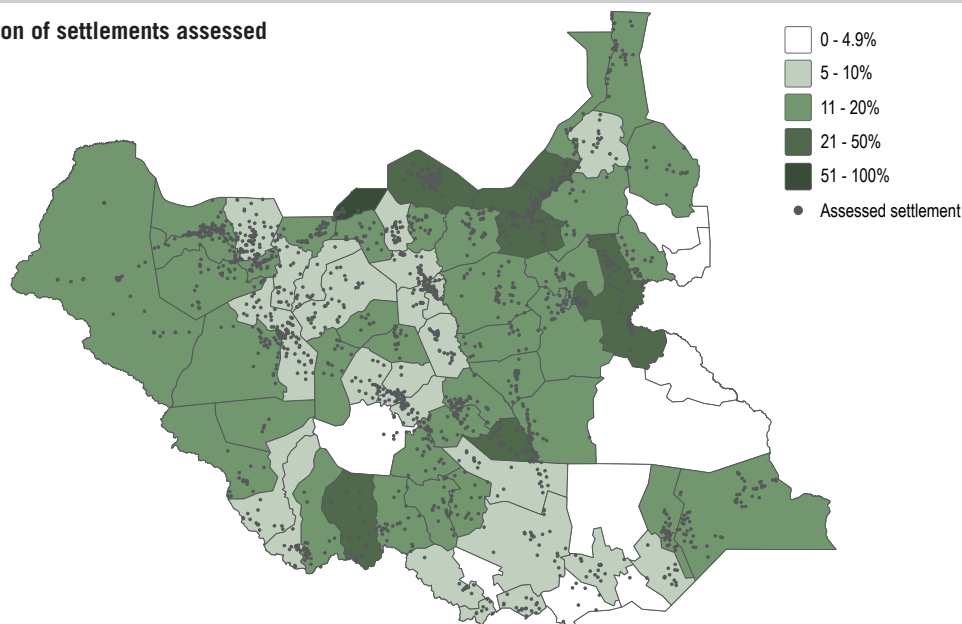 on of settlements assessed
0 - 4.9%
5 - 10%
11 - 20%
21 - 50%
51 - 100%
Assessed settlement